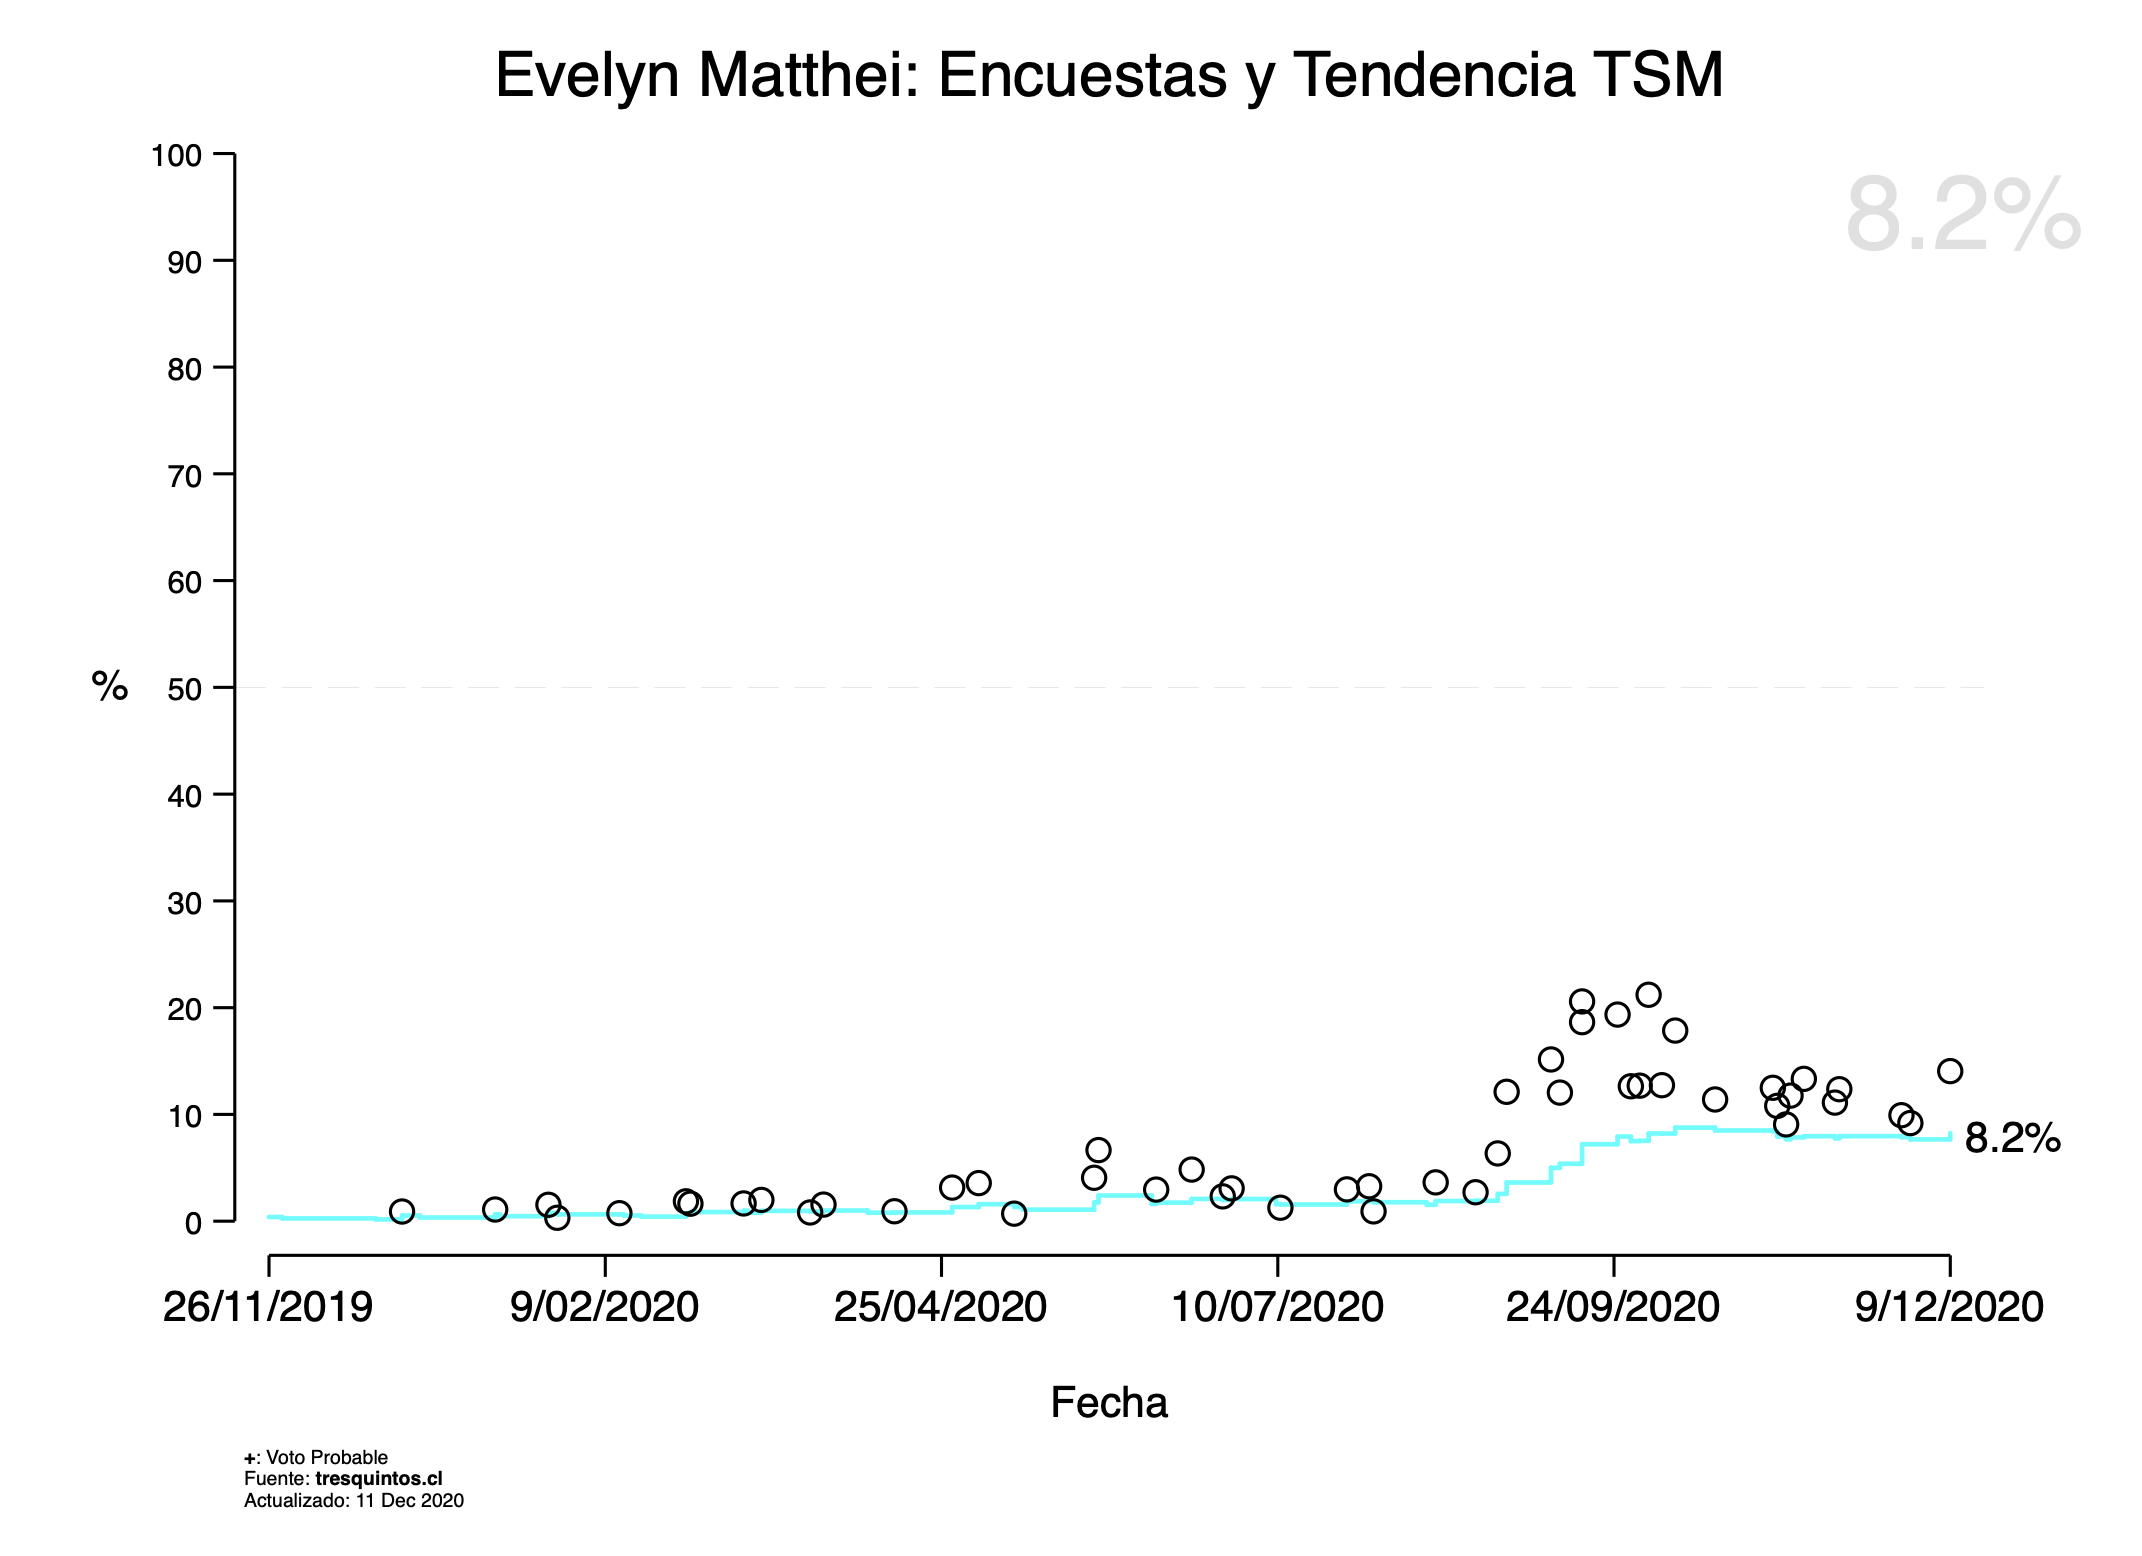 Evelyn Matthei: Encuestas y Tendencia TSM
8.2%
100
90
80
70
60
% 50
40
30
20
10
0
8.2%
26/11/2019 9/02/2020 25/04/2020 10/07/2020 24/09/2020 9/12/2020
Fecha
+: Voto Probable
Fuente: tresquintos.cl
Actualizado: 11 Dec 2020